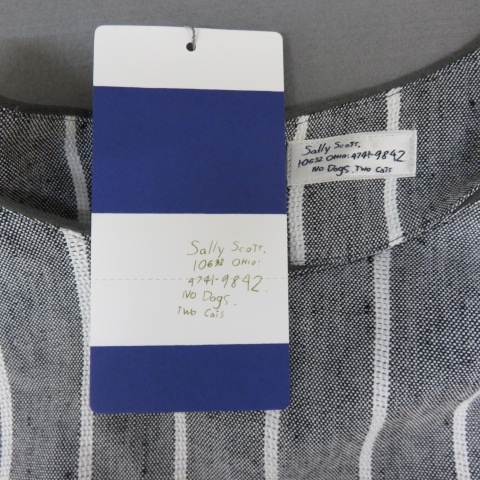 Sally Scott.
10632 OHIO:
4741-9842.
NO Dogs.
TWO Cats
Sally Scott.
10632 OHIO: 4741-9842
NO Dogs. Two Cats